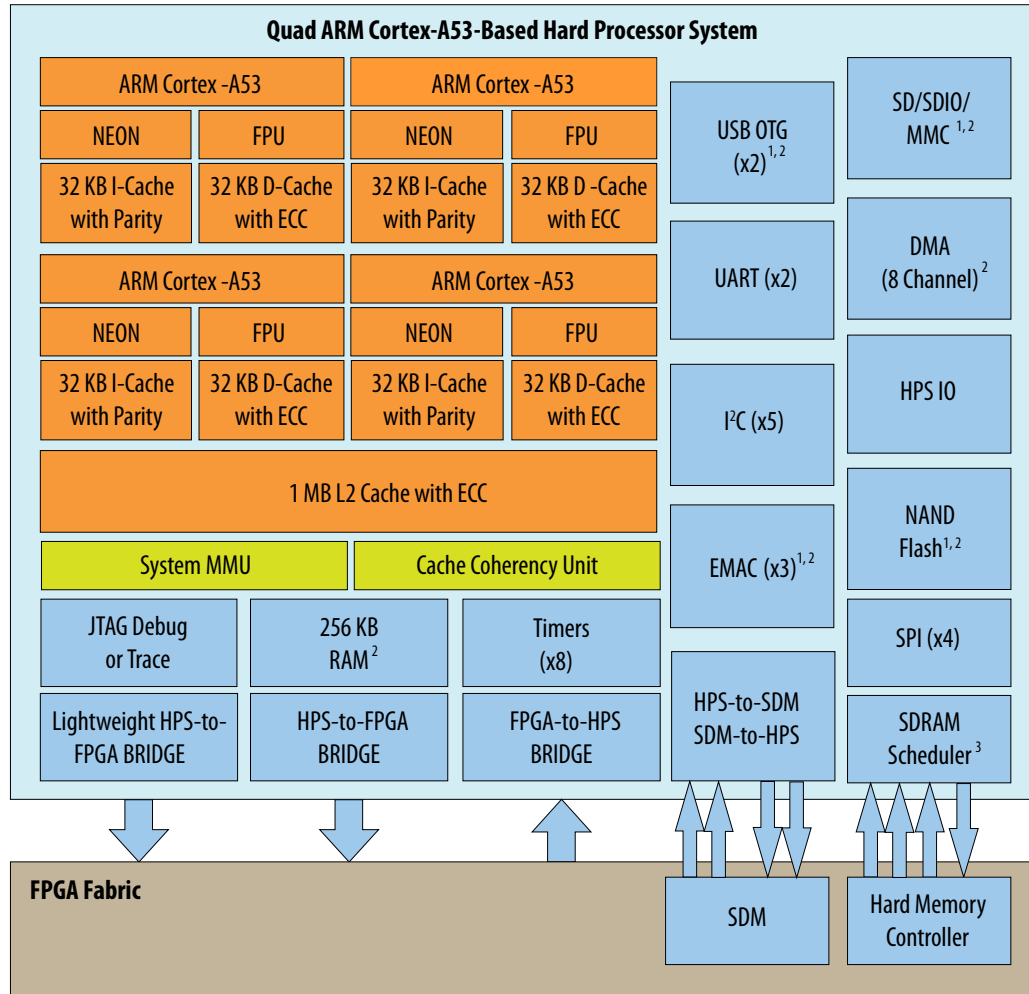 Quad ARM Cortex-A53-Based Hard Processor System
ARM Cortex -A53
ARM Cortex -A53
NEON
FPU
NEON
FPU
32 KB I-Cache
with Parity
32 KB D-Cache
with ECC
32 KB I-Cache
with Parity
32 KB D -Cache
with ECC
ARM Cortex -A53
ARM Cortex -A53
NEON
FPU
NEON
FPU
32 KB I-Cache
with Parity
32 KB D-Cache
with ECC
32 KB I-Cache
with Parity
32 KB D-Cache
with ECC
1 MB L2 Cache with ECC
System MMU
Cache Coherency Unit
JTAG Debug
or Trace
256 KB
RAM 2
Timers
(x8)
Lightweight HPS-to-
FPGA BRIDGE
HPS-to-FPGA
BRIDGE
FPGA-to-HPS
BRIDGE
USB OTG
(x2) 1, 2
UART (x2)
I2C (x5)
EMAC (x3) 1, 2
HPS-to-SDM
SDM-to-HPS
SD/SDIO/
MMC 1, 2
DMA
(8 Channel) 2
HPS IO
NAND
Flash 1, 2
SPI (x4)
SDRAM
Scheduler 3
FPGA Fabric
SDM
Hard Memory
Controller